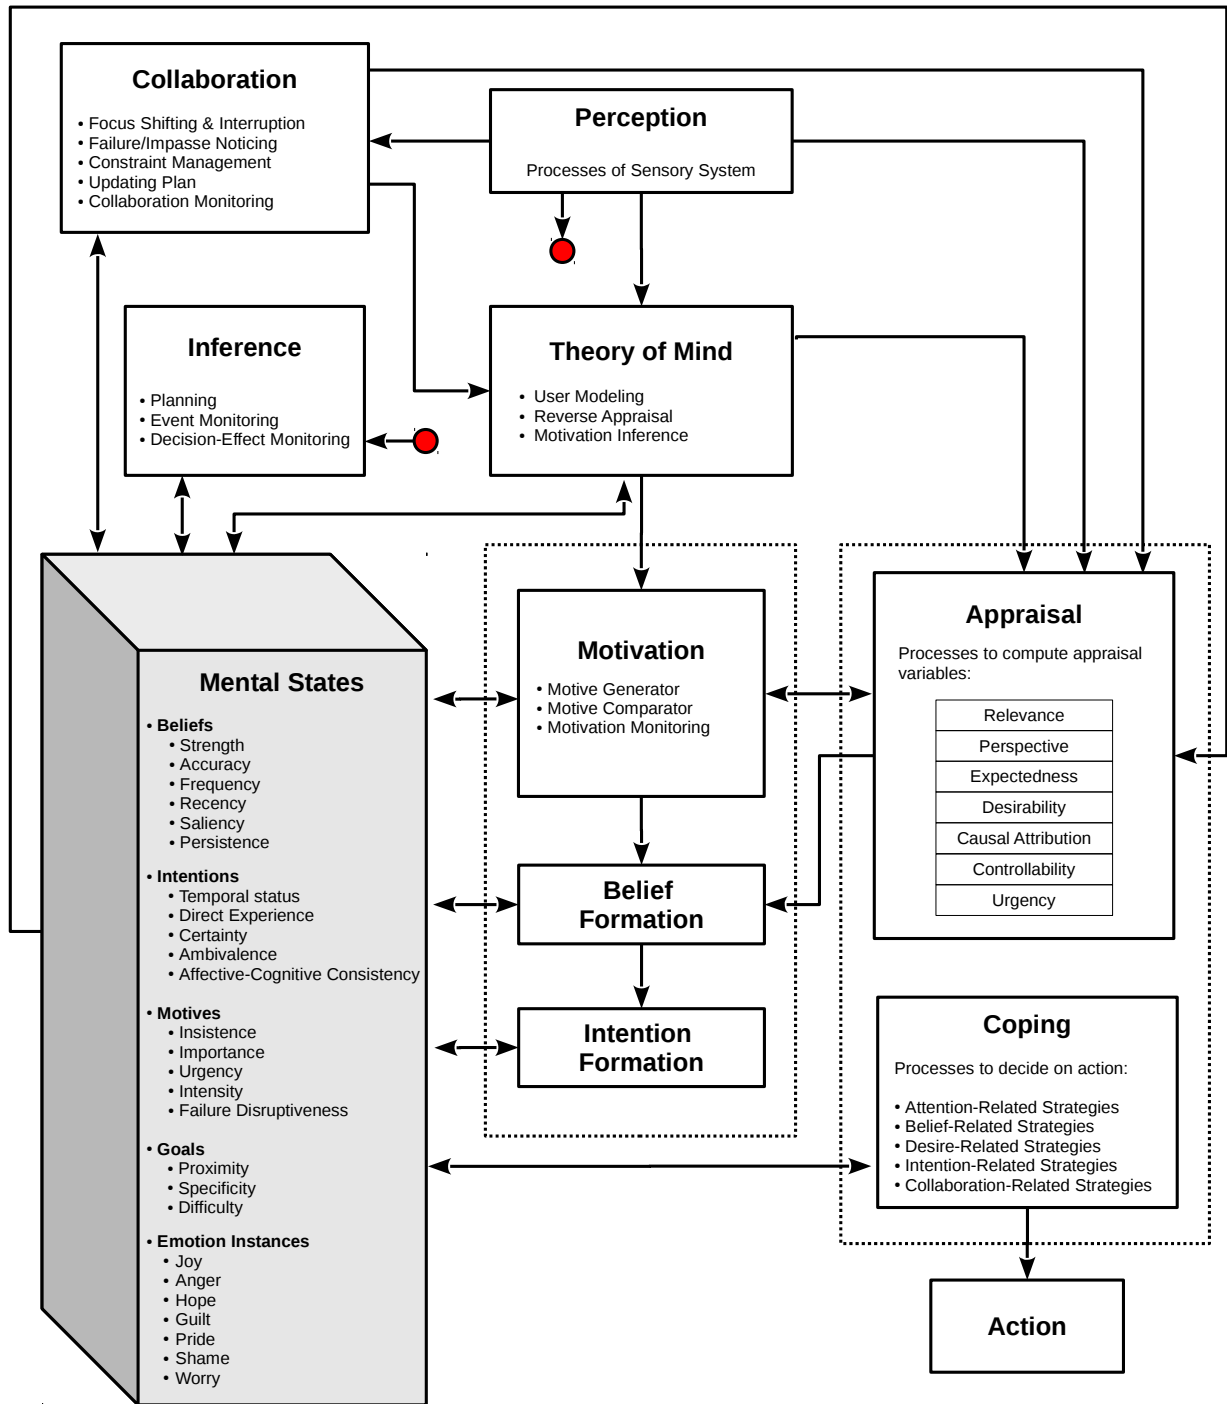 Collaboration
• Focus Shifting & Interruption
• Failure/Impasse Noticing
• Constraint Management
• Updating Plan
• Collaboration Monitoring
Perception
Processes of Sensory System
Inference
• Planning
• Event Monitoring
• Decision-Effect Monitoring
Theory of Mind
• User Modeling
• Reverse Appraisal
• Motivation Inference
Mental States
• Beliefs
• Strength
• Accuracy
• Frequency
• Recency
• Saliency
• Persistence
• Intentions
• Temporal status
• Direct Experience
• Certainty
• Ambivalence
• Affective-Cognitive Consistency
• Motives
• Insistence
• Importance
• Urgency
• Intensity
• Failure Disruptiveness
• Goals
• Proximity
• Specificity
• Difficulty
• Emotion Instances
• Joy
• Anger
• Hope
• Guilt
• Pride
• Shame
• Worry
Motivation
• Motive Generator
• Motive Comparator
• Motivation Monitoring
Belief
Formation
Intention
Formation
Appraisal
Processes to compute appraisal
variables:
Relevance
Perspective
Expectedness
Desirability
Causal Attribution
Controllability
Urgency
Coping
Processes to decide on action:
• Attention-Related Strategies
• Belief-Related Strategies
• Desire-Related Strategies
• Intention-Related Strategies
• Collaboration-Related Strategies
Action